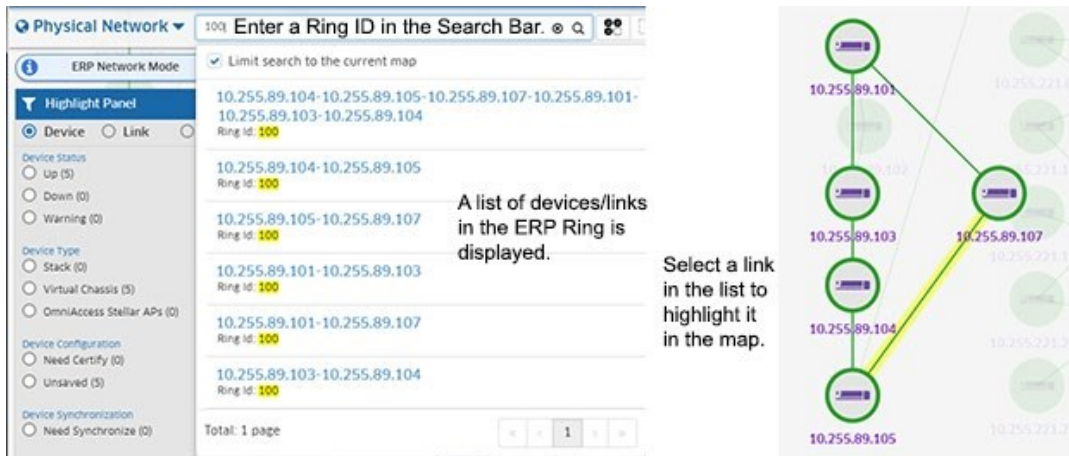 Physical Network
100 Enter a Ring ID in the Search Bar.
ERP Network Mode
Limit search to the current map
Highlight Panel
Device Link
Device Status
Up (5)
Down (0)
Warning (0)
Device Type
Stack (0)
Virtual Chassis (5)
OmniAccess Stellar APs (0)
Device Configuration
Need Certify (0)
Unsaved (5)
Device Synchronization
Need Synchronize (0)
10.255.89.104-10.255.89.105-10.255.89.107-10.255.89.101-
10.255.89.103-10.255.89.104
Ring Id: 100
10.255.89.104-10.255.89.105
Ring Id: 100
10.255.89.105-10.255.89.107
Ring Id: 100
10.255.89.101-10.255.89.103
Ring Id: 100
10.255.89.101-10.255.89.107
Ring Id: 100
10.255.89.103-10.255.89.104
Ring Id: 100
Total: 1 page
1
A list of devices/links
in the ERP Ring is
displayed.
Select a link
in the list to
highlight it
in the map.
10.255.89.101
10.255.89.103
10.255.89.107
10.255.89.104
10.255.89.105